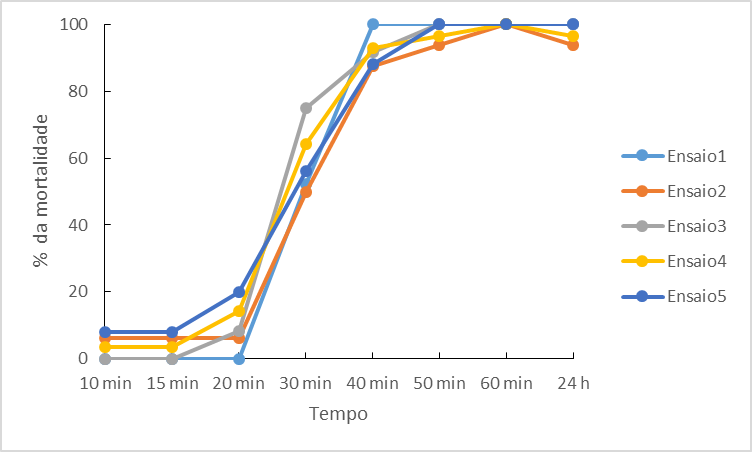 100
80
60
40
20
0
% da mortalidade
10 min 15 min 20 min 30 min 40 min 50 min 60 min 24 h
Tempo
Ensaio1
Ensaio2
Ensaio3
Ensaio4
Ensaio5